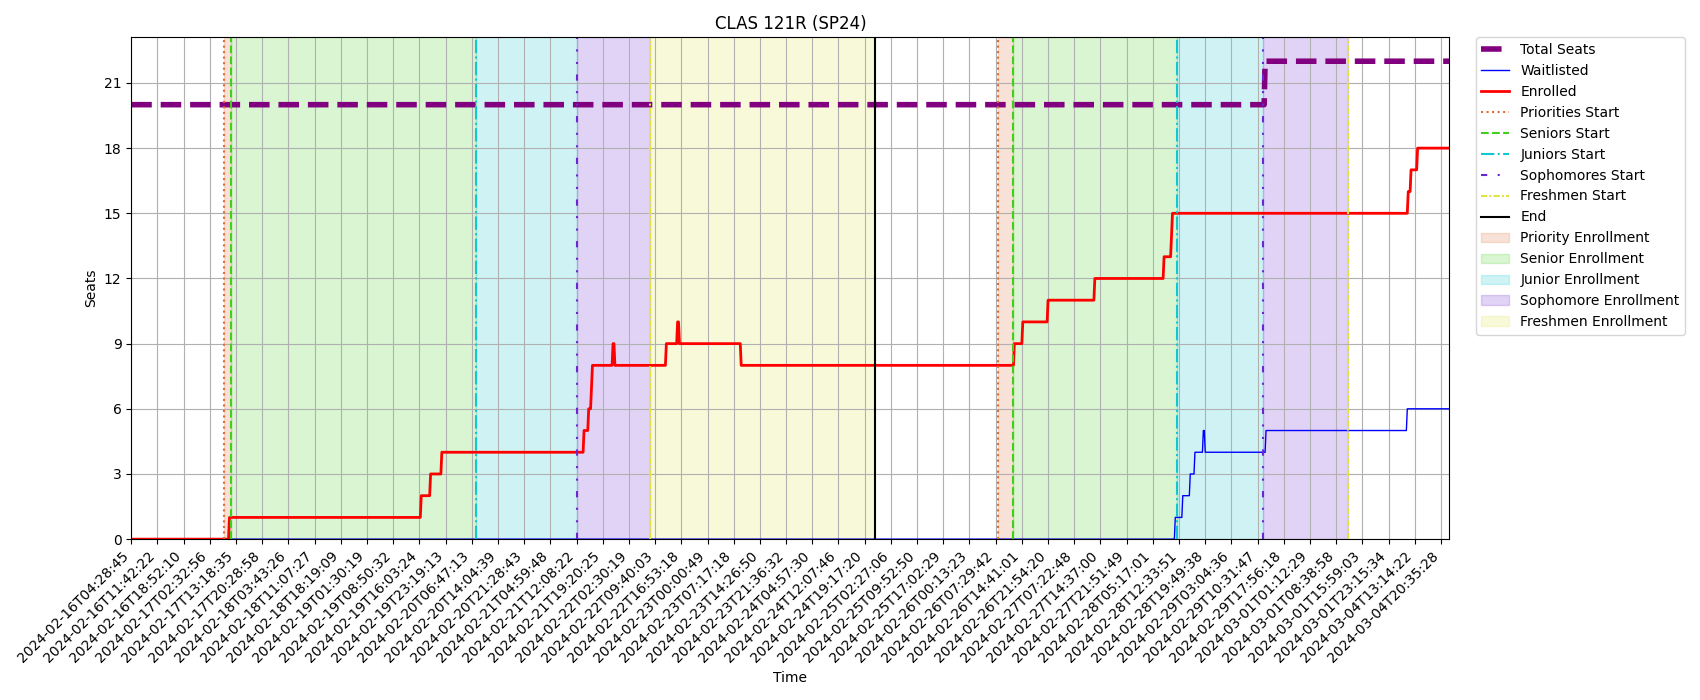 CLAS 121R (SP24)
Seats
21
18
15
12
9
6
3
0
2024-02-16T04:28:45
2024-02-16T11:42:22
2024-02-16T18:52:10
2024-02-17T02:32:56
2024-02-17T13:18:35
2024-02-17T20:28:58
2024-02-18T03:43:26
2024-02-18T11:07:27
2024-02-18T18:19:09
2024-02-19T01:30:19
2024-02-19T08:50:32
2024-02-19T16:03:24
2024-02-19T23:19:13
2024-02-20T06:47:13
2024-02-20T14:04:39
2024-02-20T21:28:43
2024-02-21T04:59:48
2024-02-21T12:08:22
2024-02-21T19:20:25
2024-02-22T02:30:19
2024-02-22T09:40:03
2024-02-22T16:53:18
2024-02-23T00:00:49
2024-02-23T07:17:18
2024-02-23T14:26:50
2024-02-23T21:36:32
2024-02-24T04:57:30
2024-02-24T12:07:46
2024-02-24T19:17:20
2024-02-25T02:27:06
2024-02-25T09:52:50
2024-02-25T17:02:29
2024-02-26T00:13:23
2024-02-26T07:29:42
2024-02-26T14:41:01
2024-02-26T21:54:20
2024-02-27T07:22:48
2024-02-27T14:37:00
2024-02-27T21:51:49
2024-02-28T05:17:01
2024-02-28T12:33:51
2024-02-28T19:49:38
2024-02-29T03:04:36
2024-02-29T10:31:47
2024-02-29T17:56:18
2024-03-01T01:12:29
2024-03-01T08:38:58
2024-03-01T15:59:03
2024-03-01T23:15:34
2024-03-04T13:14:22
2024-03-04T20:35:28
Time
Total Seats
Waitlisted
Enrolled
Priorities Start
Seniors Start
Juniors Start
Sophomores Start
Freshmen Start
End
Priority Enrollment
Senior Enrollment
Junior Enrollment
Sophomore Enrollment
Freshmen Enrollment